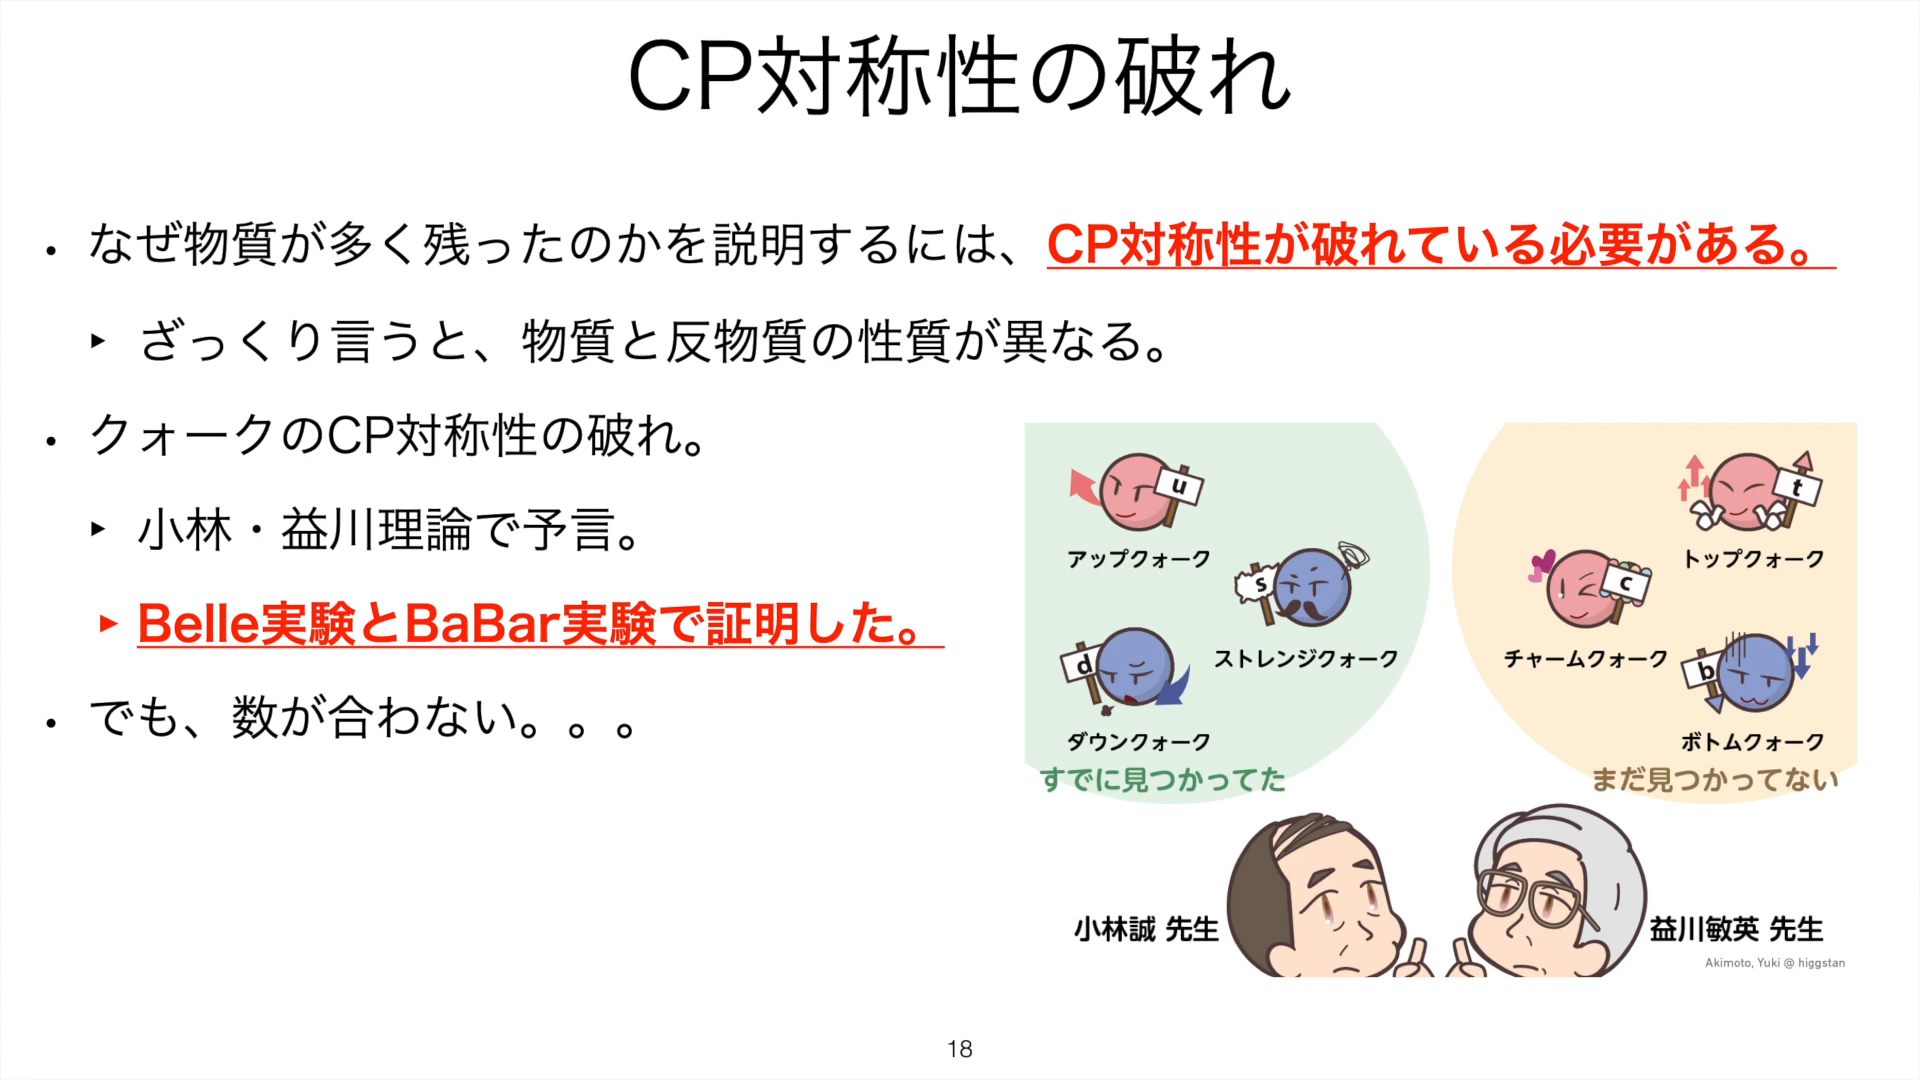 CP対称性の破れ
• なぜ物質が多く残ったのかを説明するには、CP対称性が破れている必要がある。
‣ ざっくり言うと、物質と反物質の性質が異なる。
• クォークのCP対称性の破れ。
‣ 小林・益川理論で予言。
‣ Belle実験とBaBar実験で証明した。
• でも、数が合わない。。。
u
アップクォーク
s
ストレンジクォーク
d
ダウンクォーク
すでに見つかってた
t
トップクォーク
c
チャームクォーク
b
ボトムクォーク
まだ見つかってない
小林誠 先生
益川敏英 先生
Akimoto, Yuki @ higgstan
18